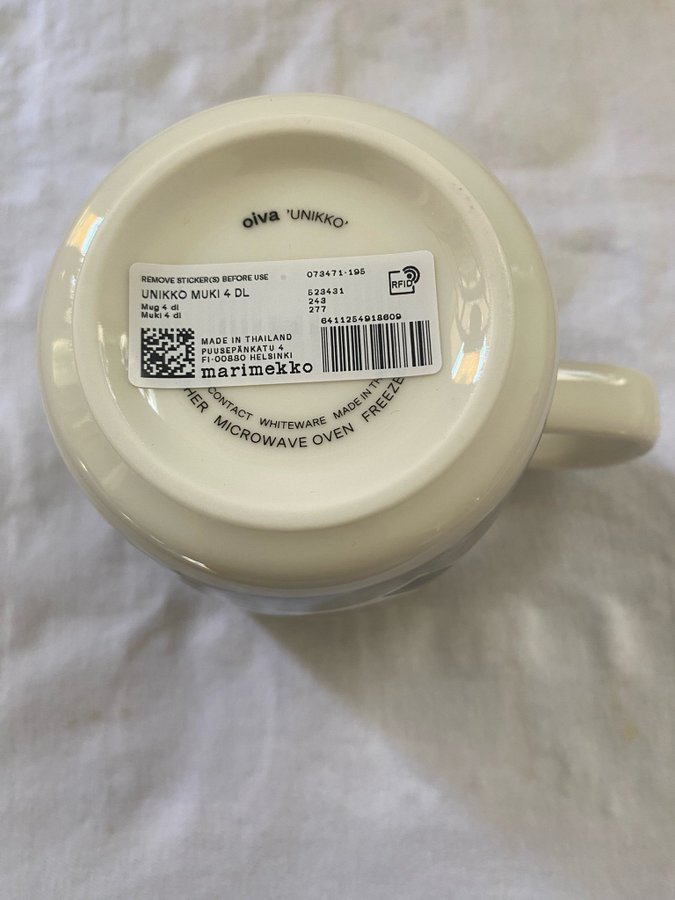 oiva 'UNIKKO'
REMOVE STICKER(S) BEFORE USE
073471-195
UNIKKO MUKI 4 DL
523431
Mug 4 dl
243
Muki 4 dl
277
6411254918609
RFID
MADE IN THAILAND
PUUSEPÄNKATU 4
FI-00880 HELSINKI
marimekko
CONTACT WHITEWARE MADE IN
MICROWAVE OVEN